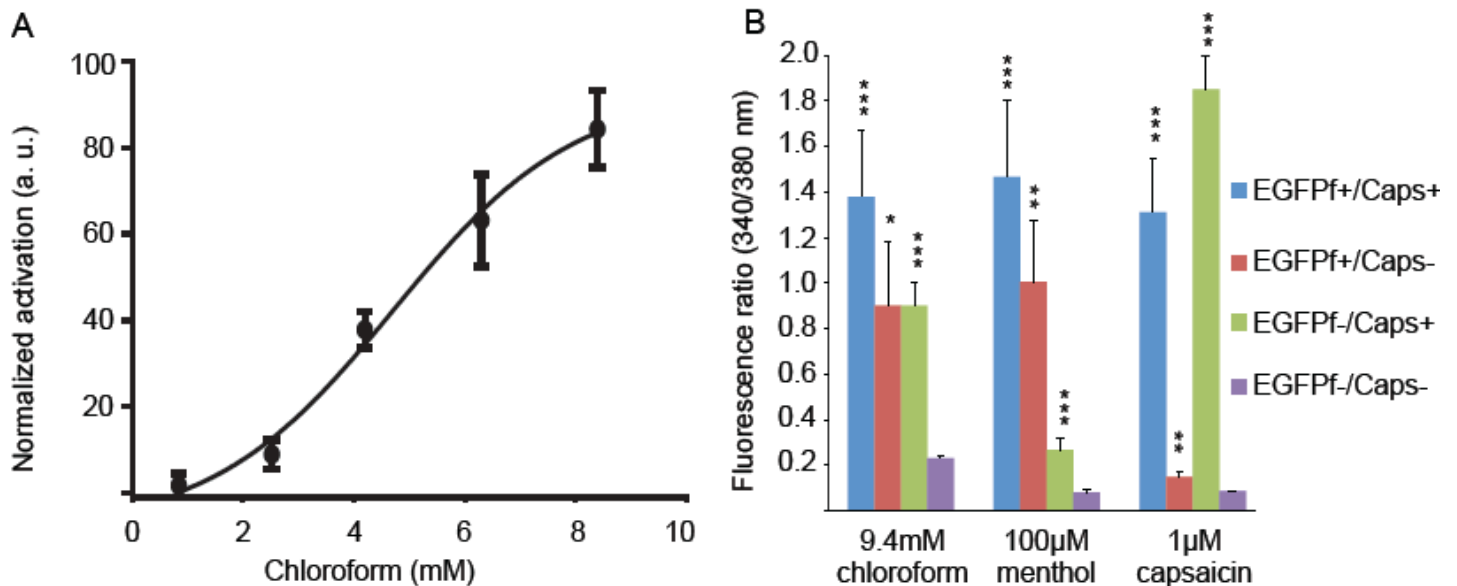 A
Normalized activation (a. u.)
100
80
60
40
20
0
2
4
6
8
10
Chloroform (mM)
B
Fluorescence ratio (340/380 nm)
2.0
1.8
1.6
1.4
1.2
1.0
0.8
0.6
0.4
0.2
***
*
***
***
**
***
***
**
***
9.4mM
chloroform
100µM
menthol
1µM
capsaicin
EGFPf+/Caps+
EGFPf+/Caps-
EGFPf-/Caps+
EGFPf-/Caps-